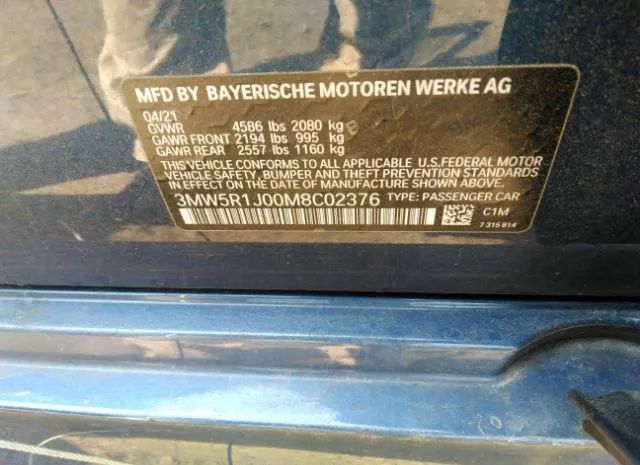 MFD BY BAYERISCHE MOTOREN WERKE AG
04/21
GVWR 4586 lbs 2080 kg
GAWR FRONT 2194 lbs 995 kg
GAWR REAR 2557 lbs 1160 kg
THIS VEHICLE CONFORMS TO ALL APPLICABLE U.S.FEDERAL MOTOR
VEHICLE SAFETY, BUMPER AND THEFT PREVENTION STANDARDS
IN EFFECT ON THE DATE OF MANUFACTURE SHOWN ABOVE.
3MW5R1J00M8C02376 TYPE: PASSENGER CAR
C1M
7 315 814